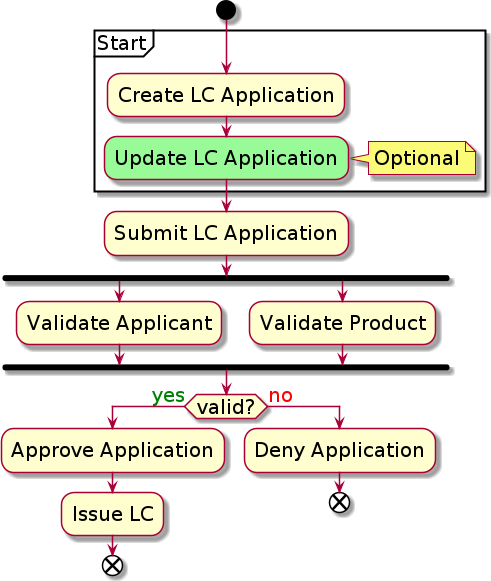 Start
Create LC Application
Update LC Application
Optional
Submit LC Application
Validate Applicant
Validate Product
yes
valid?
no
Approve Application
Deny Application
Issue LC